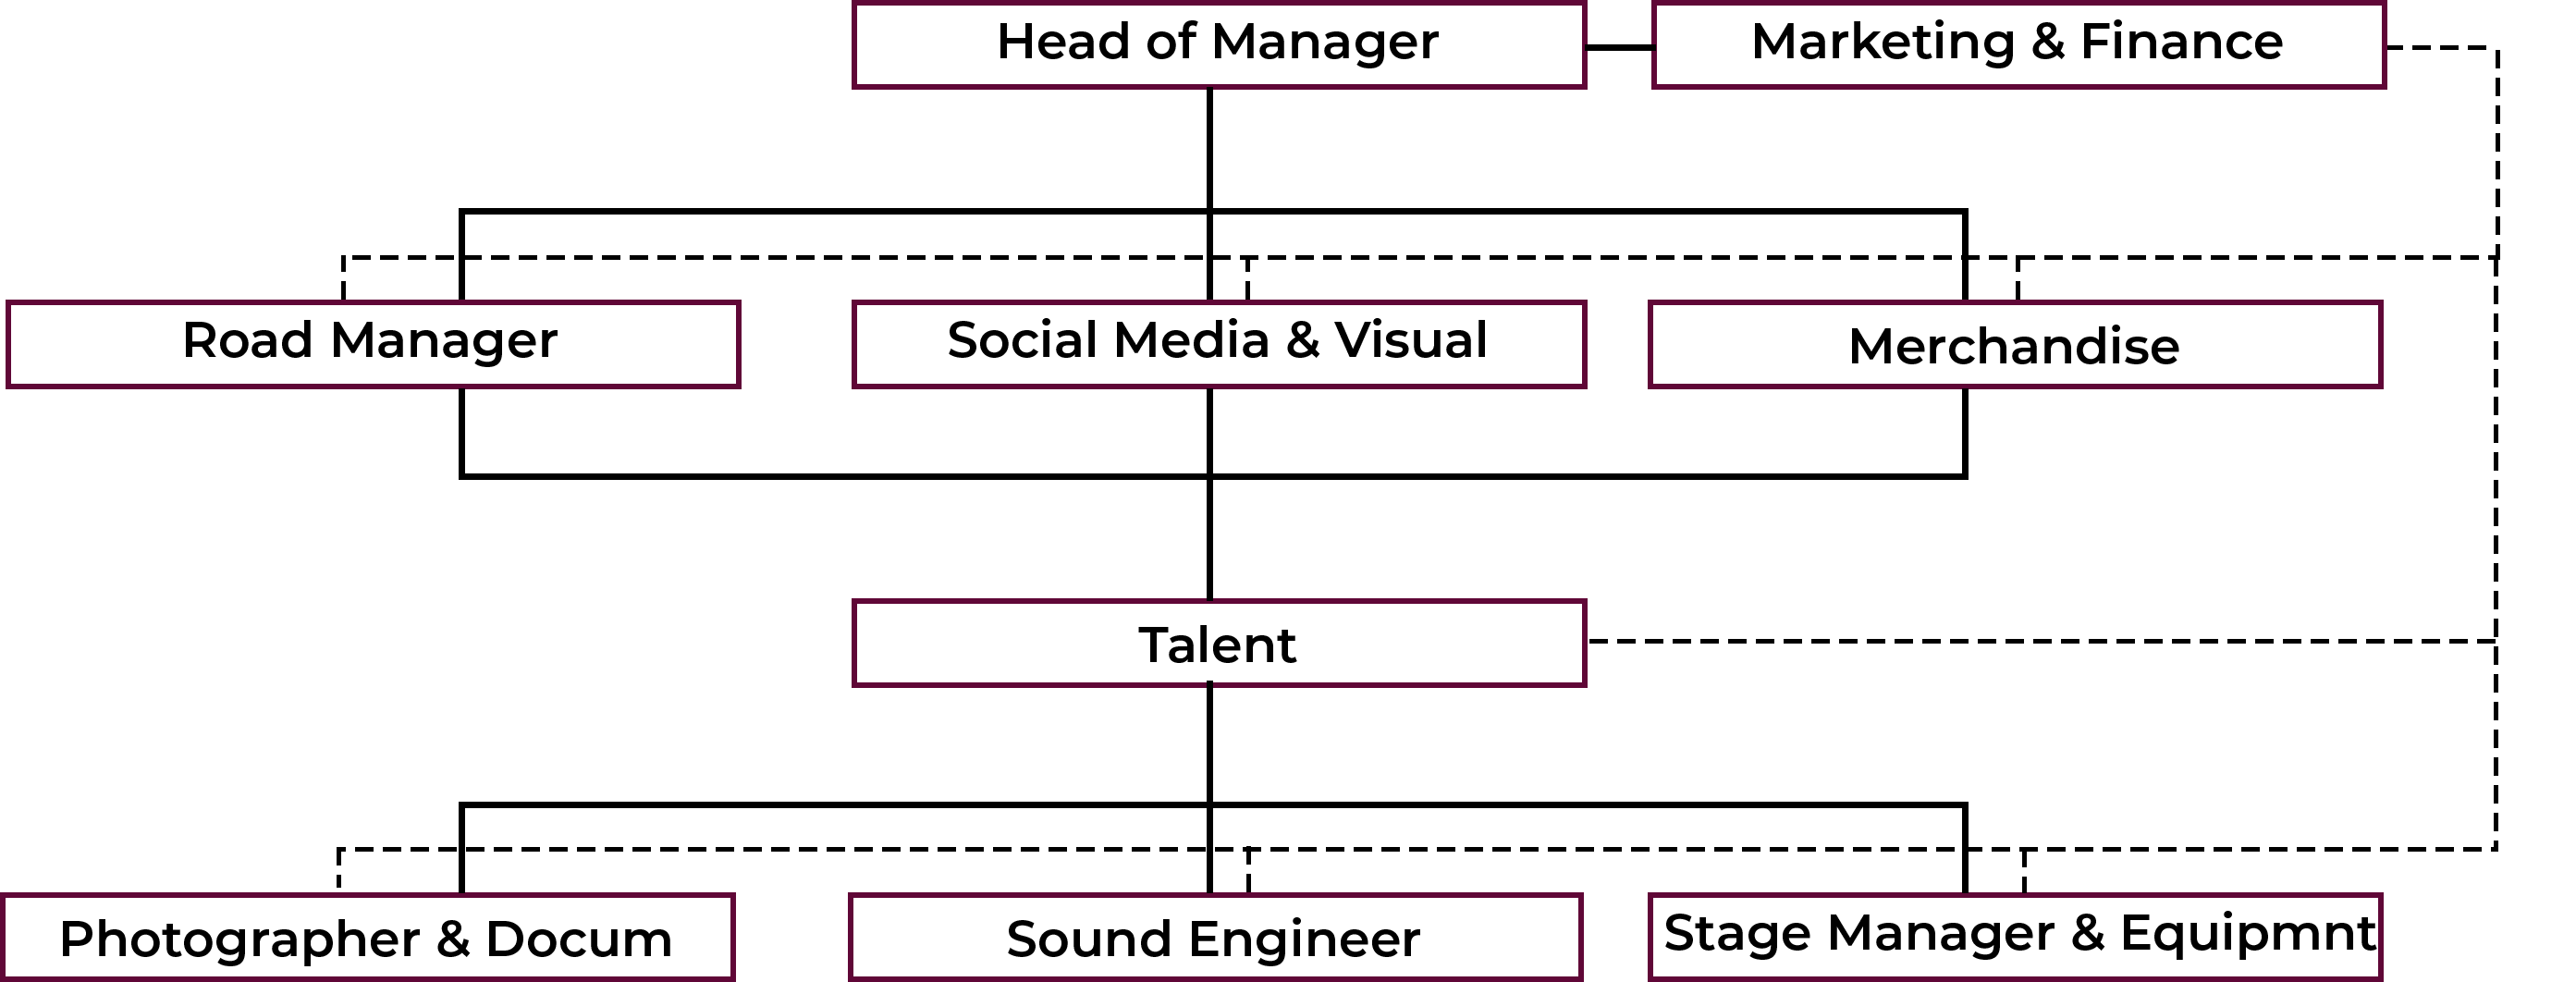 Head of Manager
Marketing & Finance
Road Manager
Social Media & Visual
Merchandise
Talent
Photographer & Docum
Sound Engineer
Stage Manager & Equipmnt